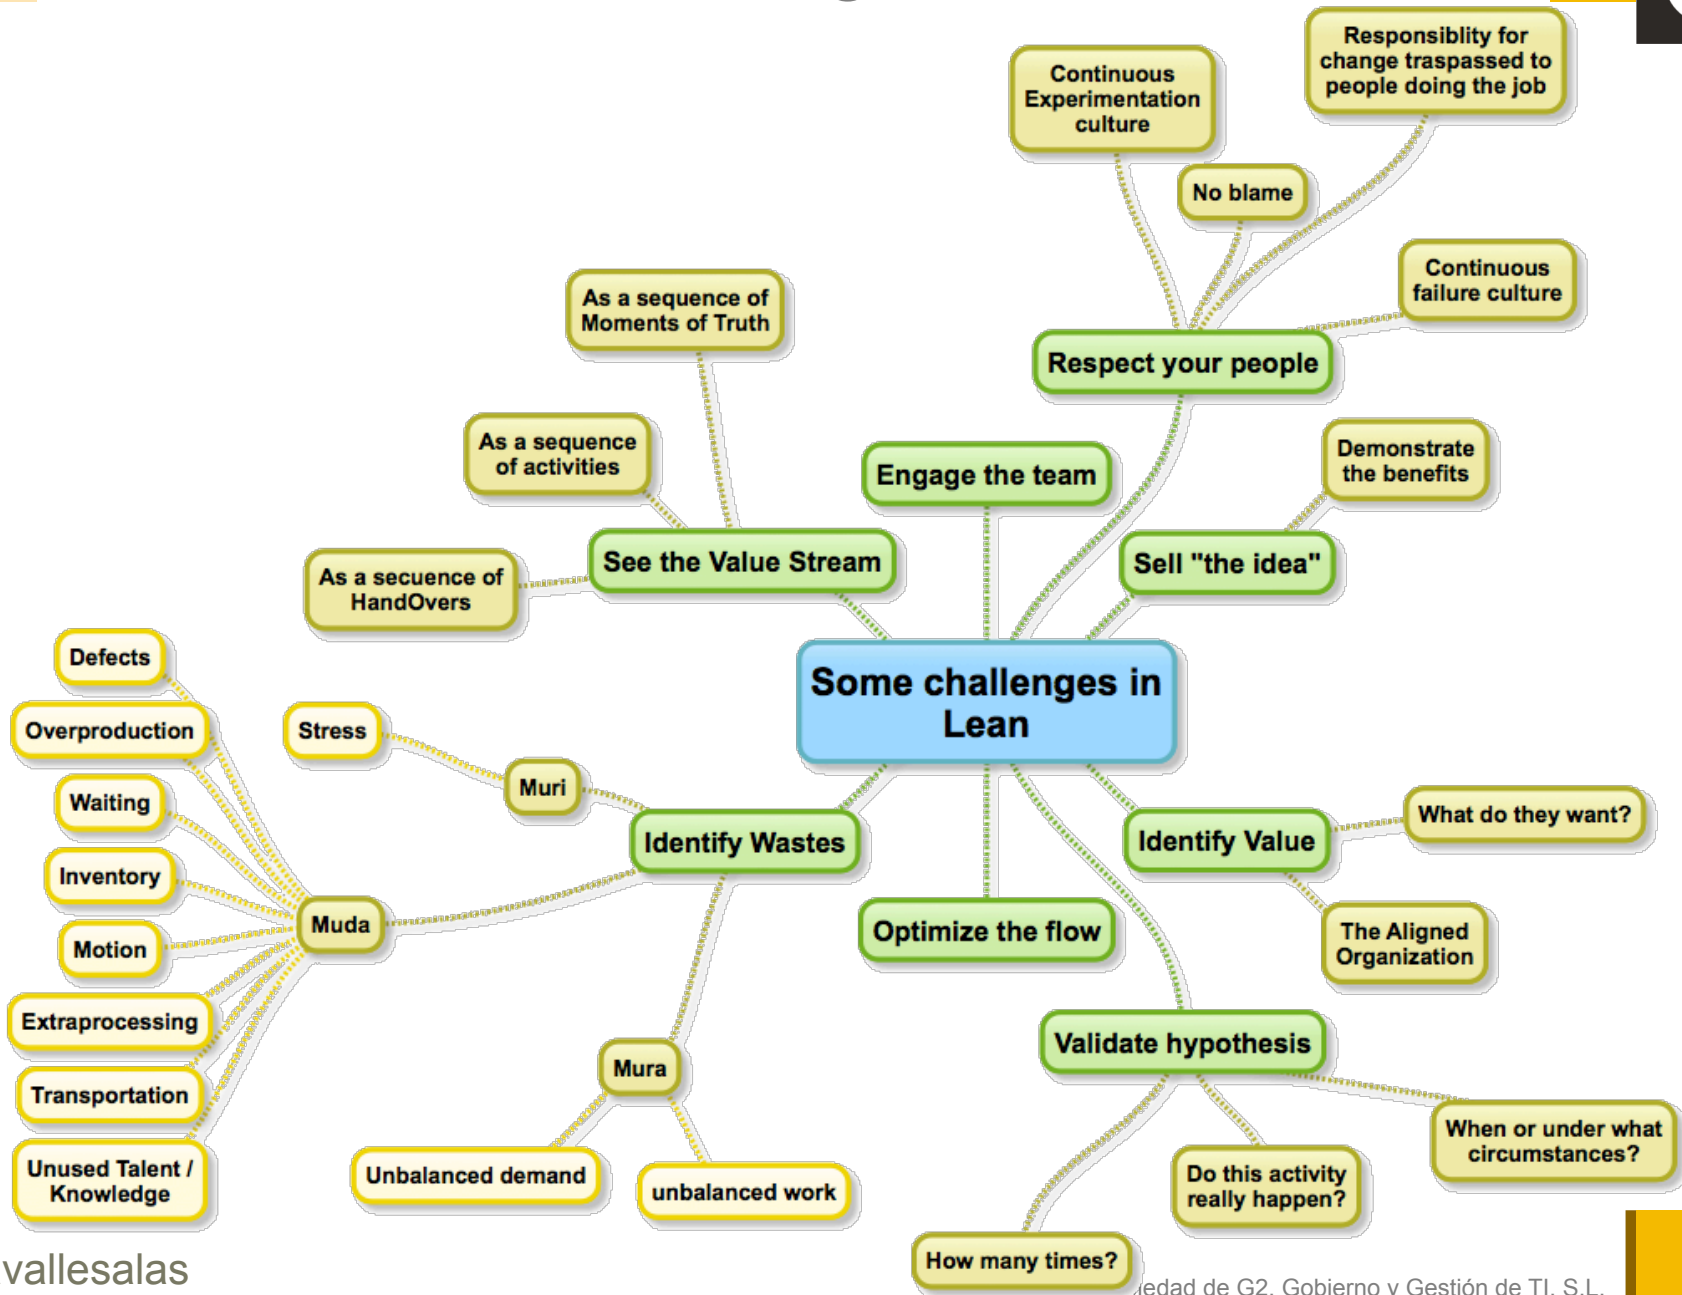 Responsiblity for
change traspassed to
people doing the job
Continuous
Experimentation
culture
No blame
Continuous
failure culture
As a sequence of
Moments of Truth
Respect your people
As a sequence
of activities
Engage the team
Demonstrate
the benefits
See the Value Stream
Sell "the idea"
As a secuence of
HandOvers
Some challenges in
Lean
Defects
Overproduction
Stress
Waiting
Muri
Inventory
Identify Wastes
Identify Value
What do they want?
Muda
Motion
Optimize the flow
The Aligned
Organization
Extraprocessing
Validate hypothesis
Mura
Transportation
When or under what
circumstances?
Unused Talent /
Knowledge
Unbalanced demand
unbalanced work
Do this activity
really happen?
How many times?
vallesalas
de G2, Gobierno y Gestión de TI, S.L.